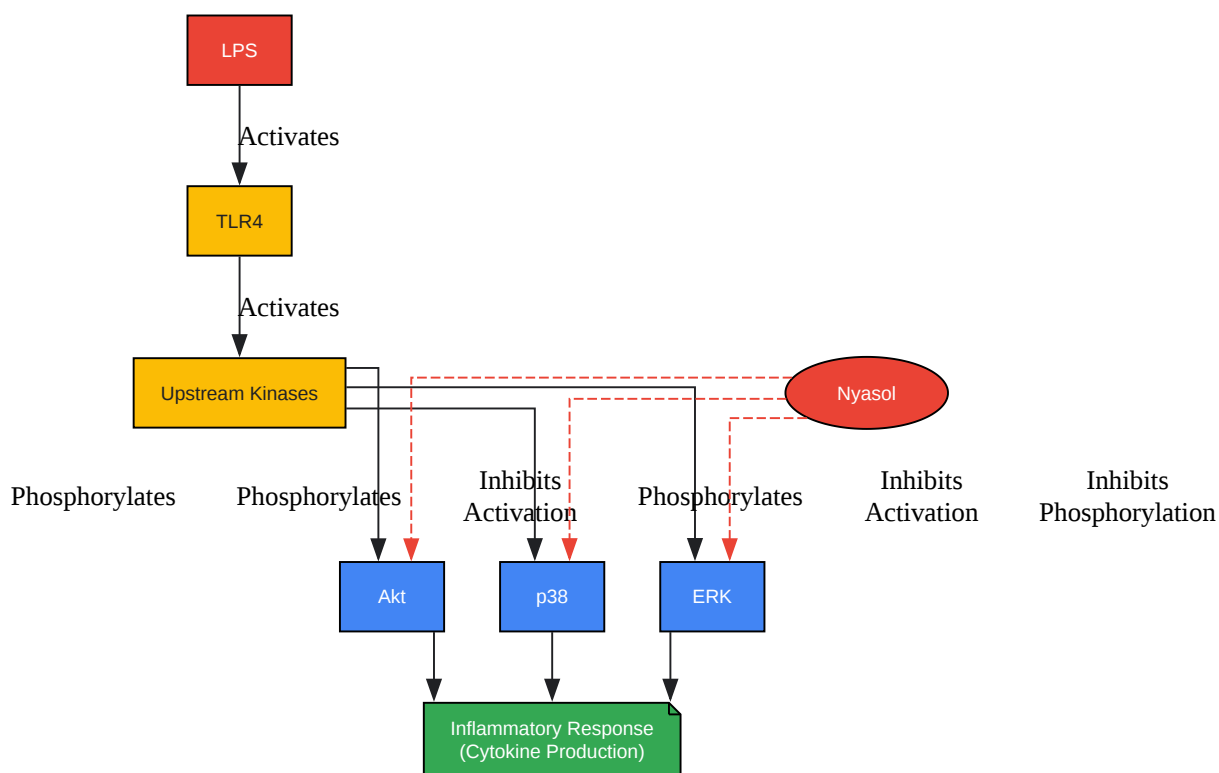 LPS
Activates
TLR4
Activates
Upstream Kinases
Nyasol
Phosphorylates
Phosphorylates
Inhibits
Activation
Phosphorylates
Inhibits
Activation
Inhibits
Phosphorylation
Akt
p38
ERK
Inflammatory Response
(Cytokine Production)